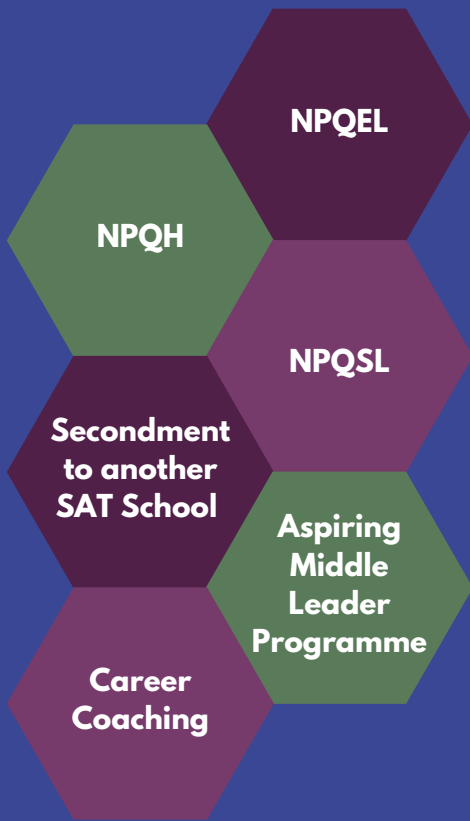 NPQEL
NPQH
NPQSL
Secondment
to another
SAT School
Aspiring
Middle
Leader
Programme
Career
Coaching